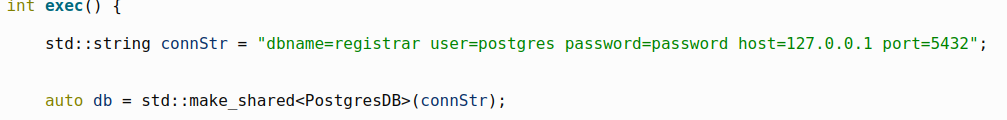 int exec() {
std::string connStr = "dbname=registrar user=postgres password=password host=127.0.0.1 port=5432";
auto db = std::make_shared<PostgresDB>(connStr);